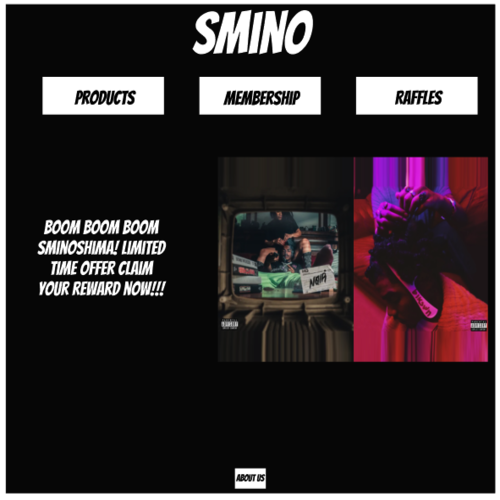 SMINO
PRODUCTS
MEMBERSHIP
RAFFLES
BOOM BOOM BOOM
SMINOSHIMA! LIMITED
TIME OFFER CLAIM
YOUR REWARD NOW!!!
ABOUT US